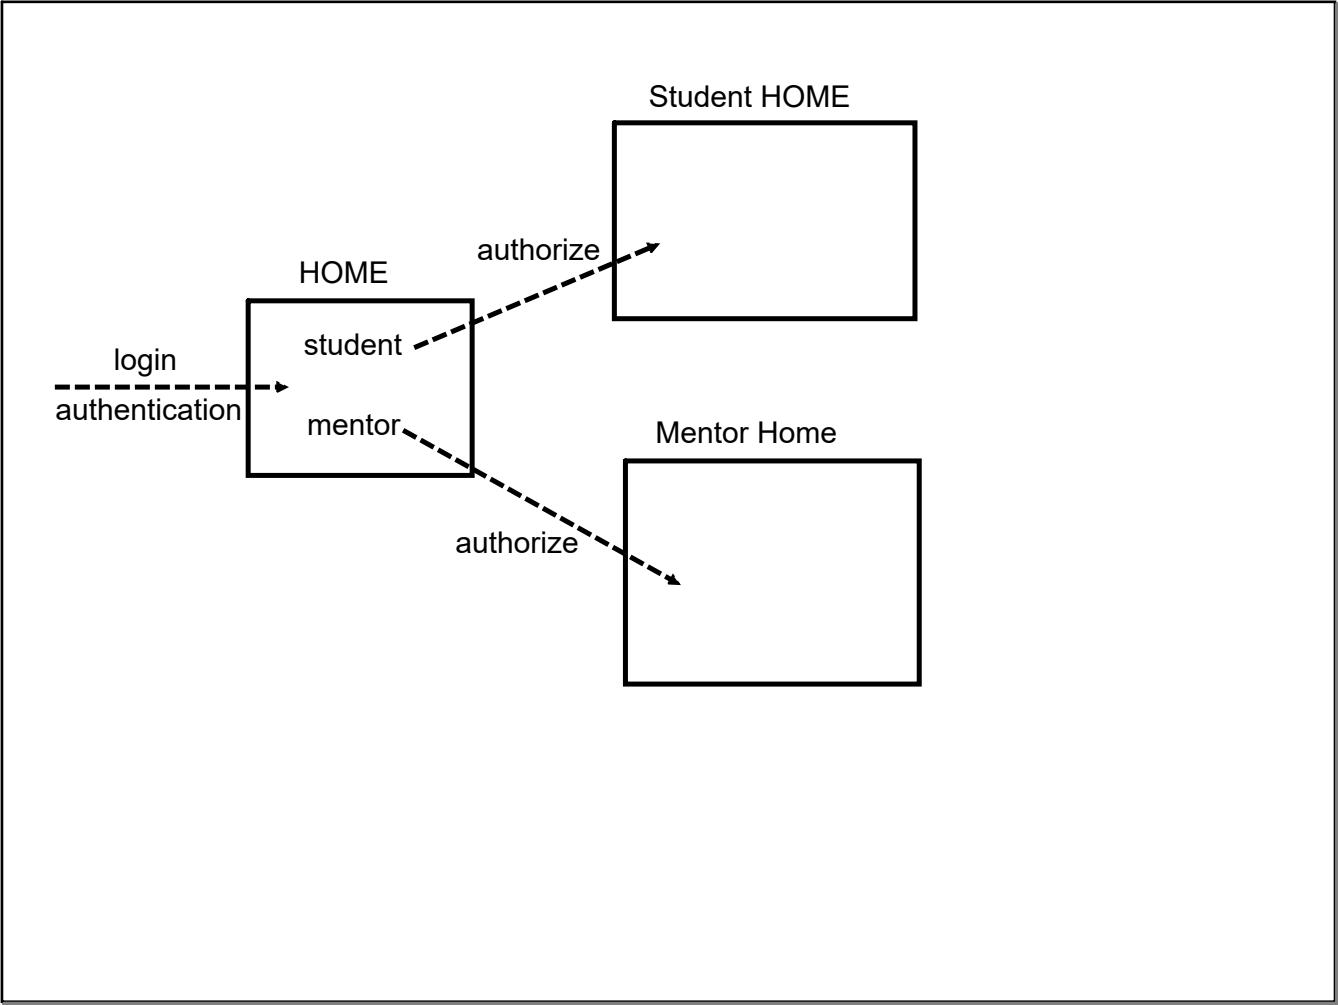 Student HOME
authorize
HOME
student
login
authentication
mentor
Mentor Home
authorize